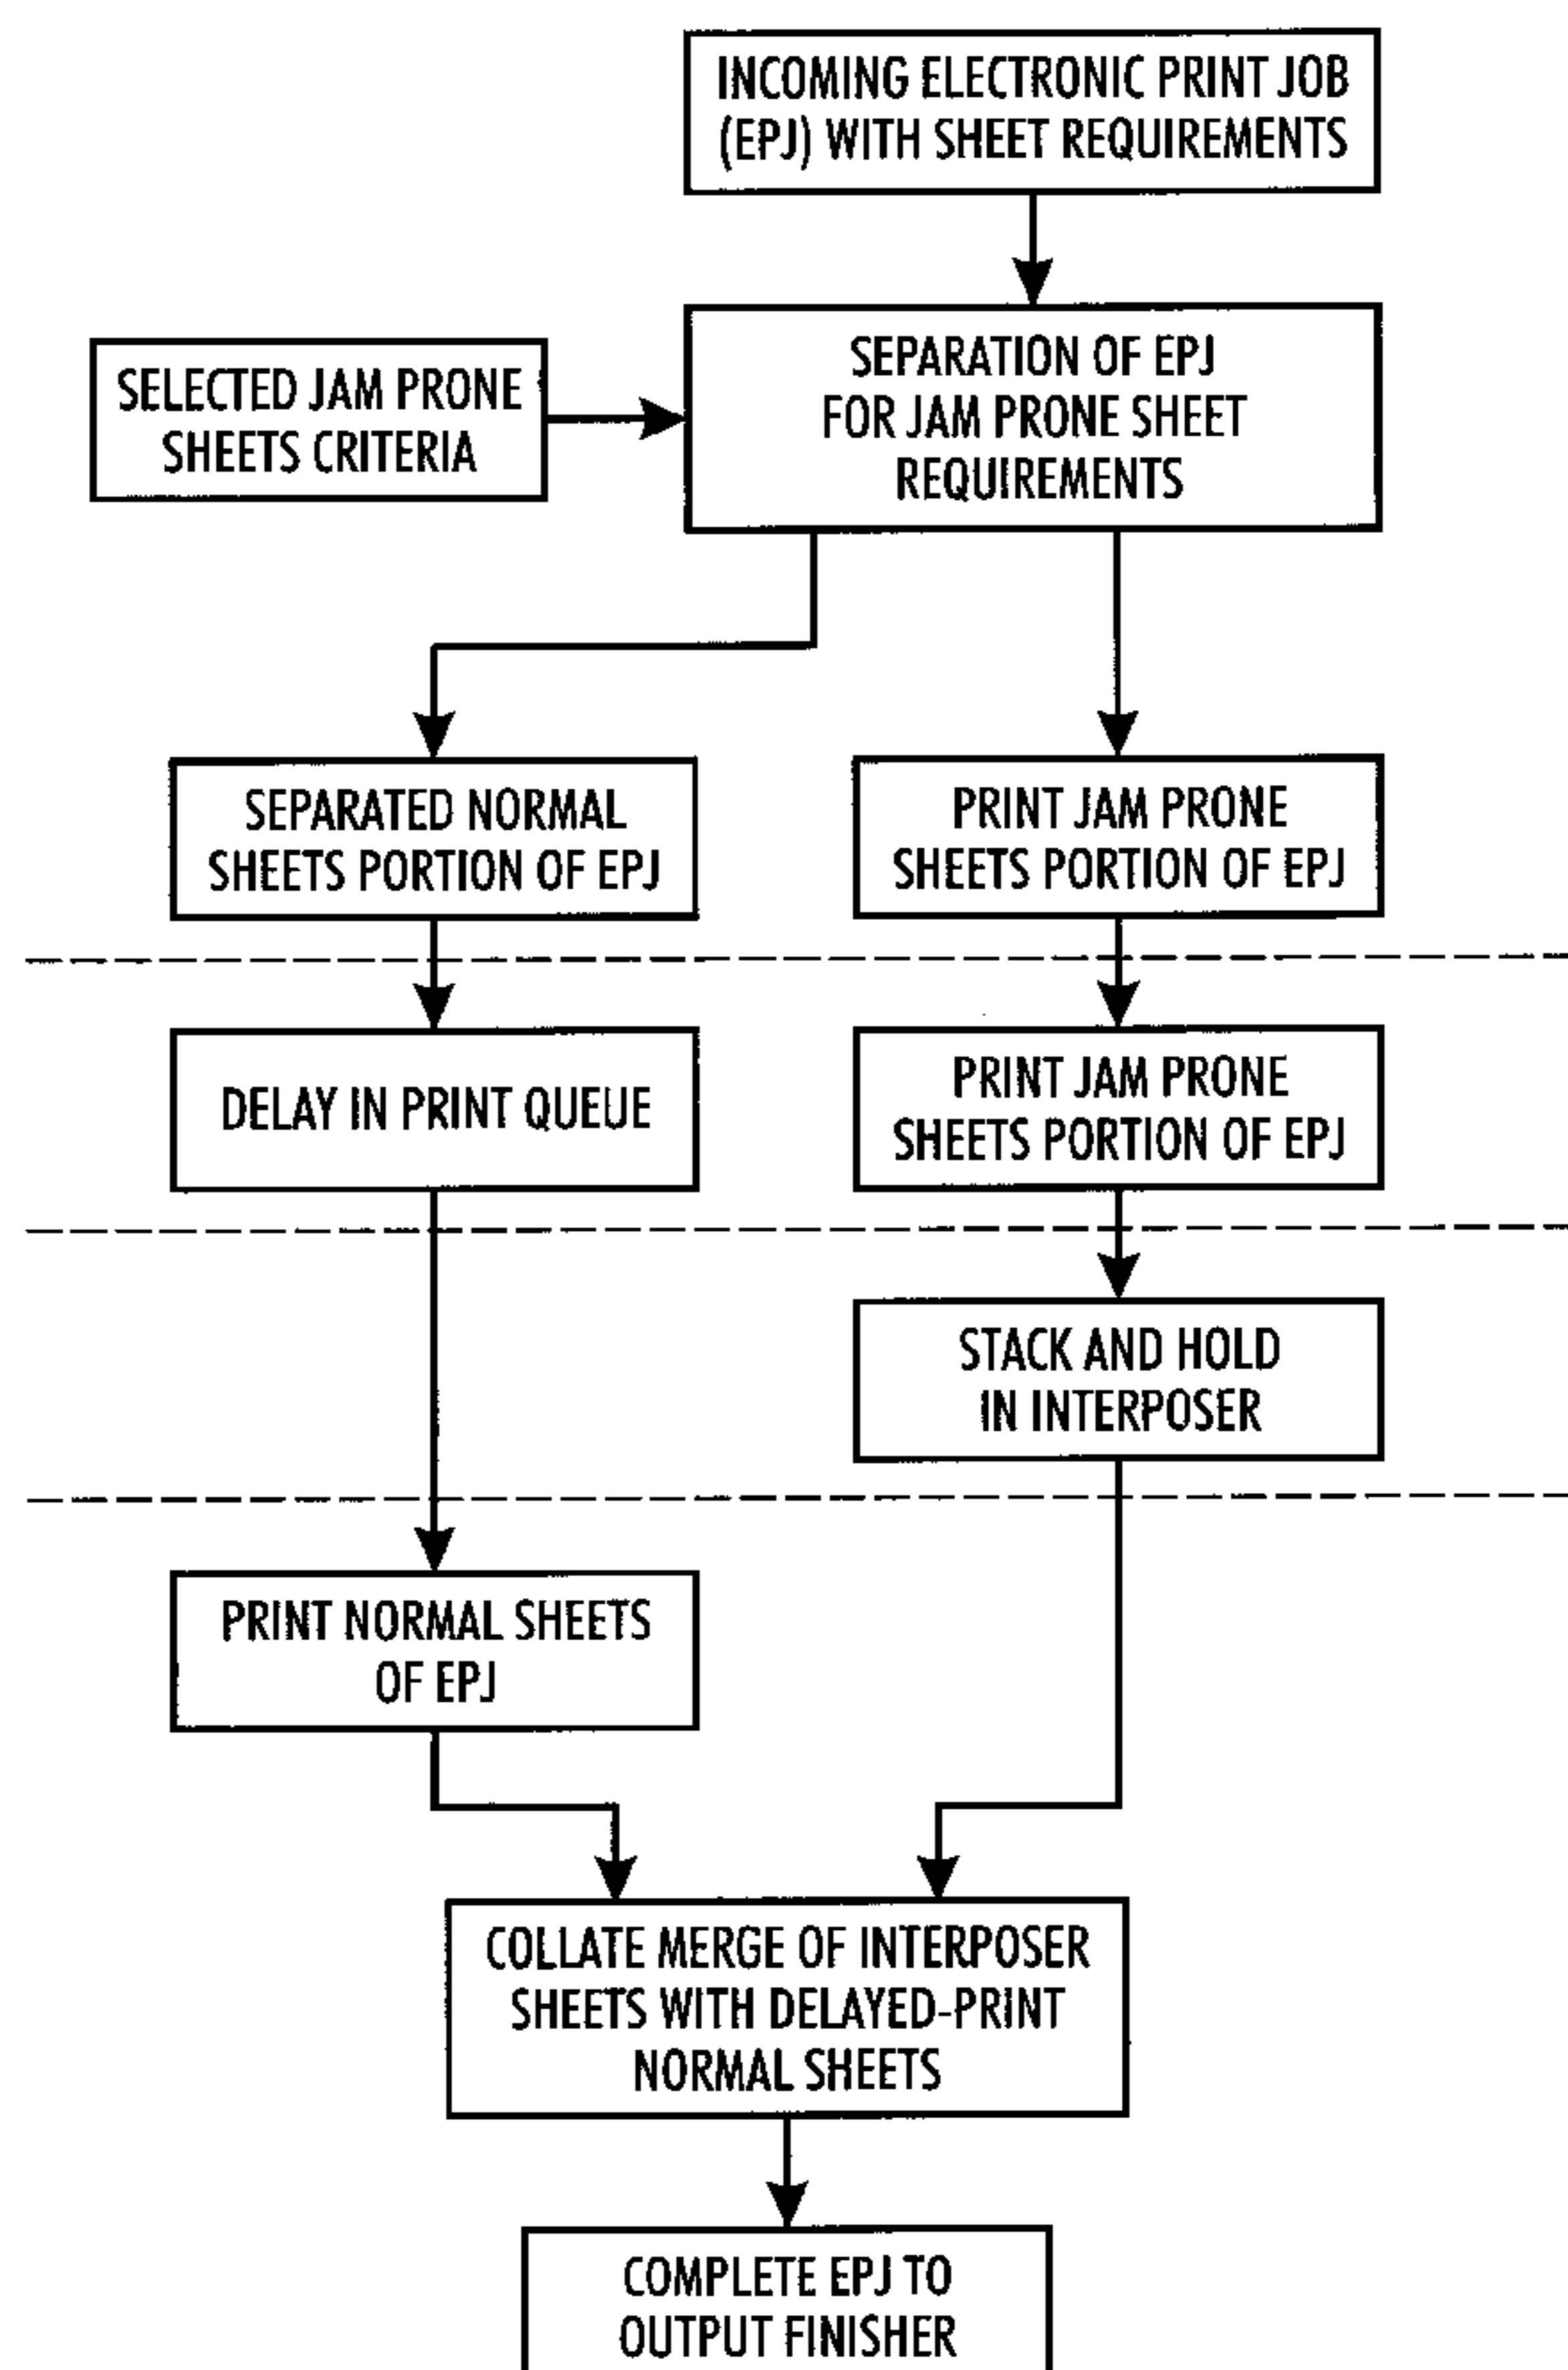 INCOMING ELECTRONIC PRINT JOB
(EPJ) WITH SHEET REQUIREMENTS
SELECTED JAM PRONE
SHEETS CRITERIA
SEPARATION OF EPJ
FOR JAM PRONE SHEET
REQUIREMENTS
SEPARATED NORMAL
SHEETS PORTION OF EPJ
PRINT JAM PRONE
SHEETS PORTION OF EPJ
DELAY IN PRINT QUEUE
PRINT JAM PRONE
SHEETS PORTION OF EPJ
STACK AND HOLD
IN INTERPOSER
PRINT NORMAL SHEETS
OF EPJ
COLLATE MERGE OF INTERPOSER
SHEETS WITH DELAYED-PRINT
NORMAL SHEETS
COMPLETE EPJ TO
OUTPUT FINISHER